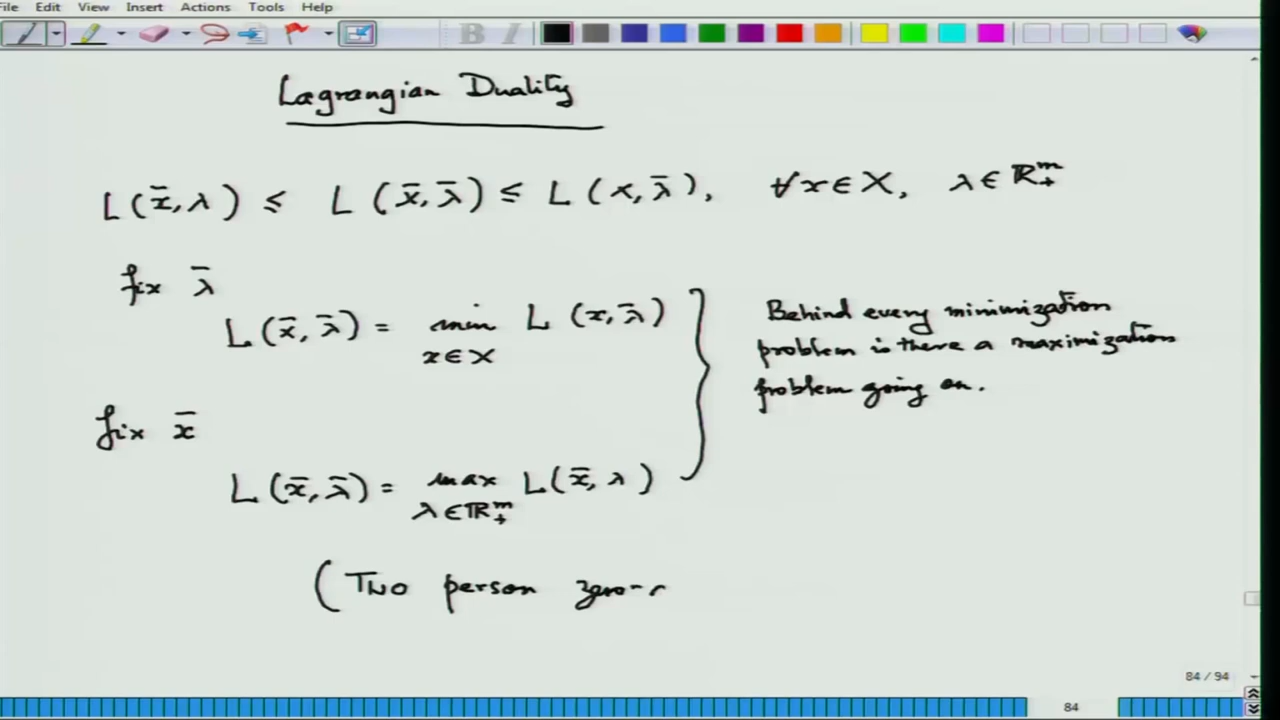 File Edit View Insert Actions Tools Help
B I
Lagrangian Duality
L(x̄,λ) ≤ L(x̄,λ̄) ≤ L(x,λ̄), ∀x∈X, λ∈ℝ₊ᵐ
fix λ̄
L(x̄,λ̄) = min L(x,λ̄)
x∈X
fix x̄
L(x̄,λ̄) = max L(x̄,λ)
λ∈ℝ₊ᵐ
Behind every minimization
problem is there a maximization
problem going on.
(Two person zero-
84 / 94
84